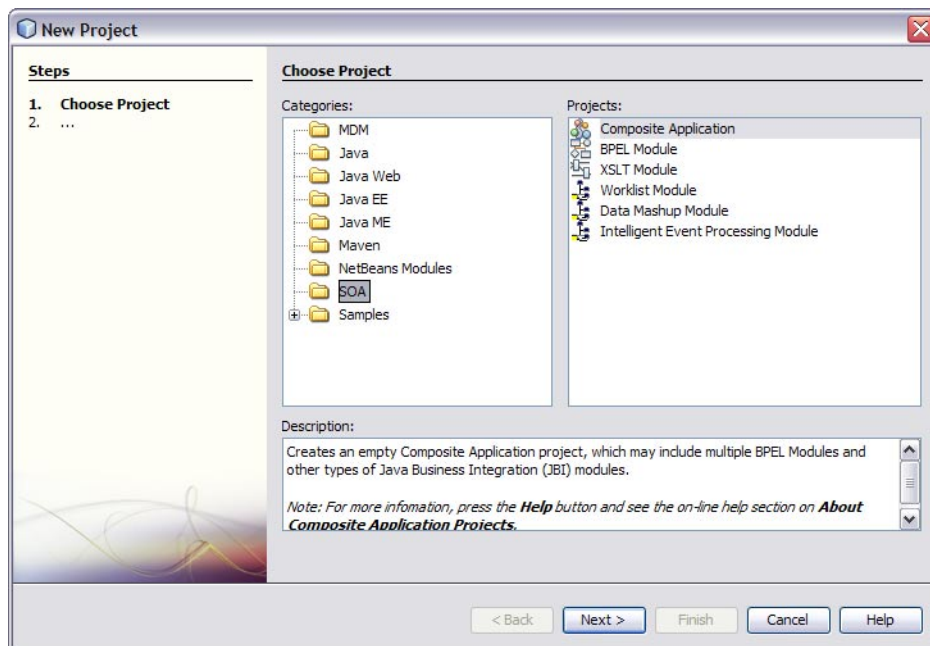 New Project
Steps
1. Choose Project
2. ...
Choose Project
Categories:
MDM
Java
Java Web
Java EE
Java ME
Maven
NetBeans Modules
SOA
Samples
Projects:
Composite Application
BPEL Module
XSLT Module
Worklist Module
Data Mashup Module
Intelligent Event Processing Module
Description:
Creates an empty Composite Application project, which may include multiple BPEL Modules and
other types of Java Business Integration (JBI) modules.
Note: For more infomation, press the Help button and see the on-line help section on About
Composite Application Projects.
< Back
Next >
Finish
Cancel
Help